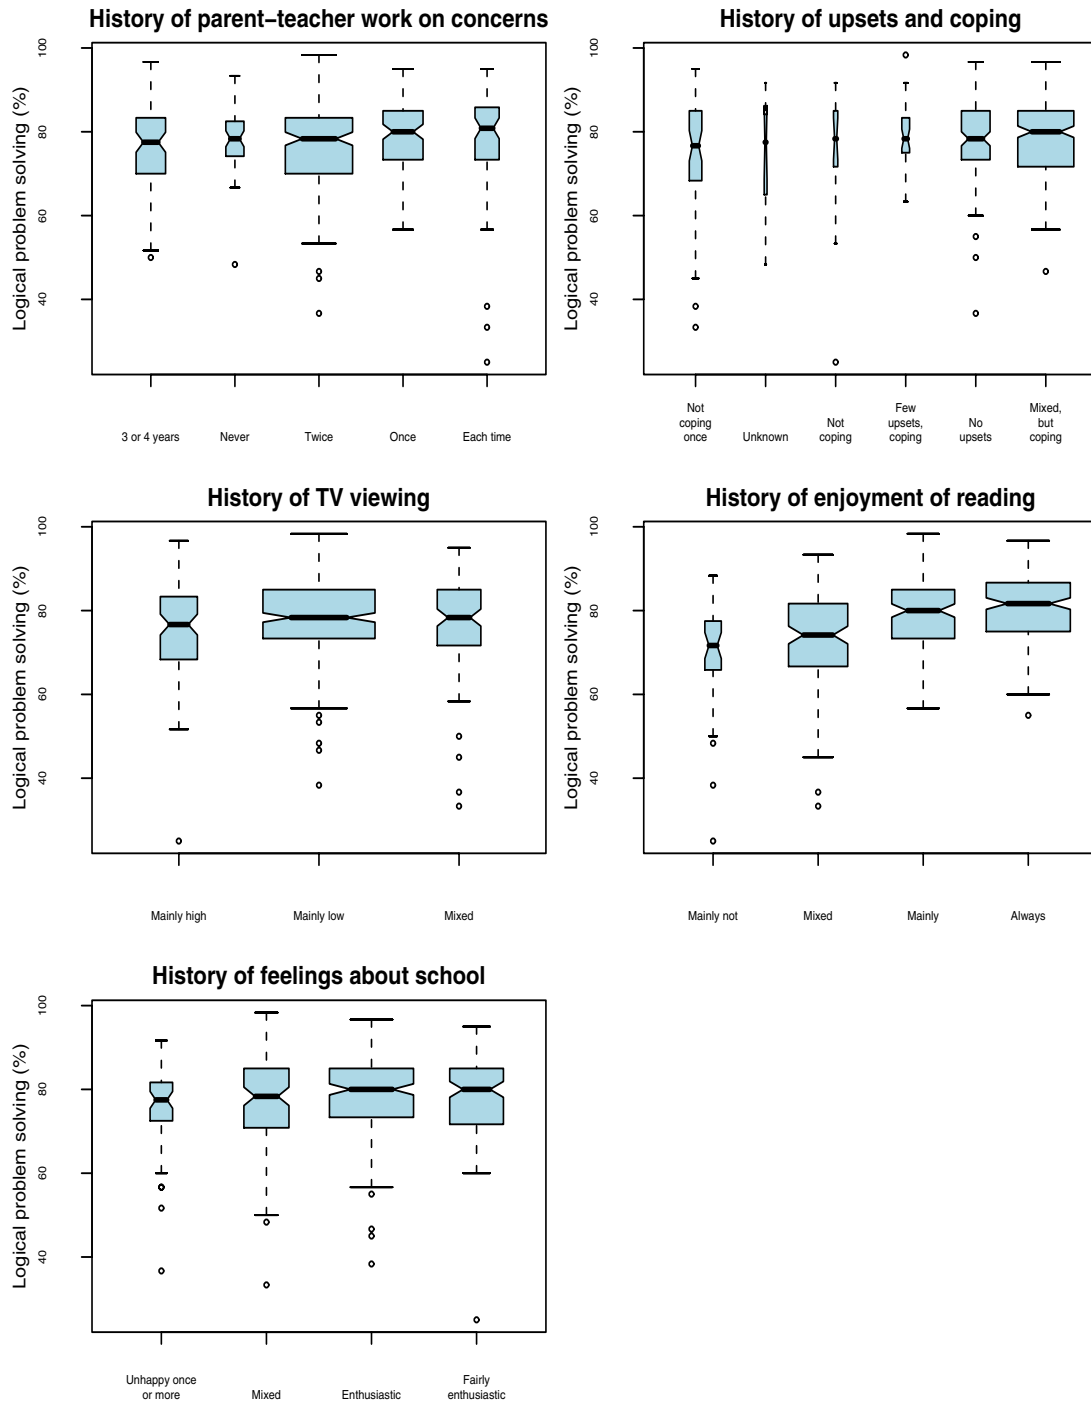 History of parent–teacher work on concerns
Logical problem solving (%)
100
80
60
40
3 or 4 years Never Twice Once Each time
History of upsets and coping
Logical problem solving (%)
100
80
60
40
Not
coping
once
Unknown
Not
coping
Few
upsets,
coping
No
upsets
Mixed,
but
coping
History of TV viewing
Logical problem solving (%)
100
80
60
40
Mainly high Mainly low Mixed
History of enjoyment of reading
Logical problem solving (%)
100
80
60
40
Mainly not Mixed Mainly Always
History of feelings about school
Logical problem solving (%)
100
80
60
40
Unhappy once
or more
Mixed
Enthusiastic
Fairly
enthusiastic